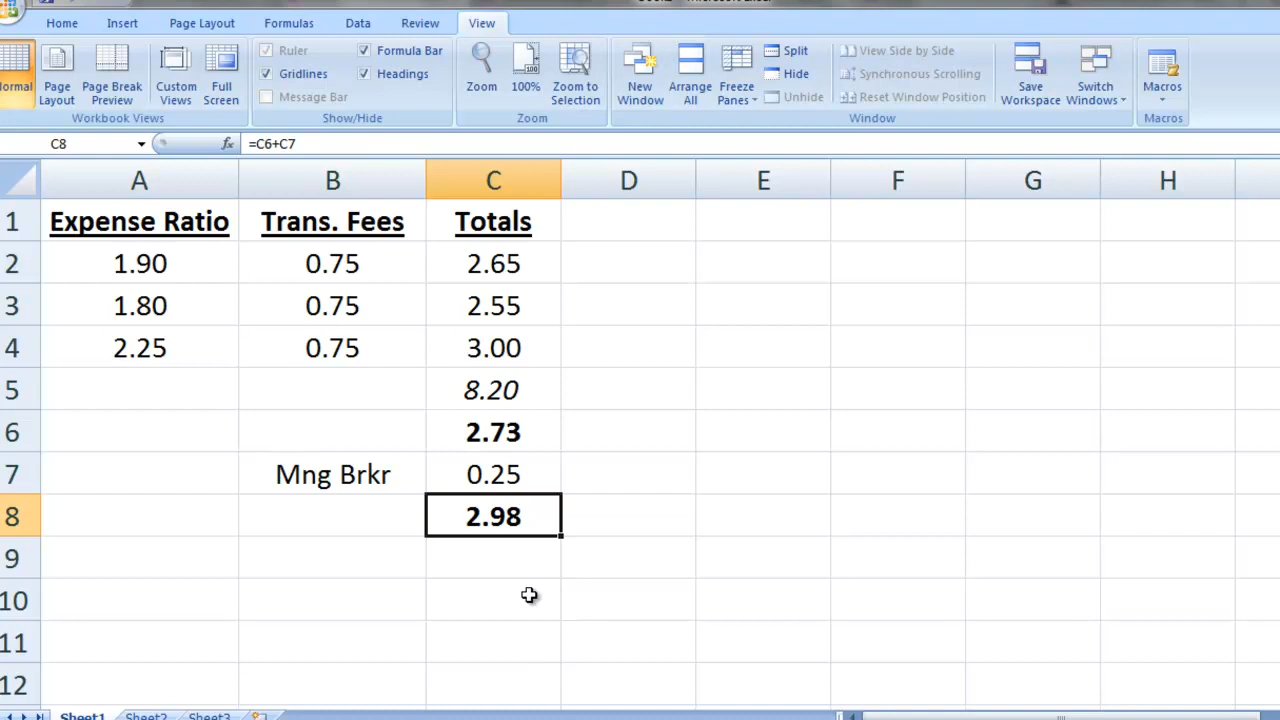 Home Insert Page Layout Formulas Data Review View
Ruler Formula Bar
Gridlines Headings
Message Bar
Page Layout
Page Break Preview
Custom Views
Full Screen
Zoom
100%
Zoom to Selection
New Window
Arrange All
Freeze Panes
Split
Hide
Unhide
View Side by Side
Synchronous Scrolling
Reset Window Position
Save Workspace
Switch Windows
Macros
Workbook Views Show/Hide Zoom Window Macros
C8 fx =C6+C7
A B C D E F G H
1 Expense Ratio Trans. Fees Totals
2 1.90 0.75 2.65
3 1.80 0.75 2.55
4 2.25 0.75 3.00
5 8.20
6 2.73
7 Mng Brkr 0.25
8 2.98
9
10
11
12
Sheet1 Sheet2 Sheet3